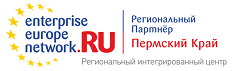 enterprise
europe
network.RU
Региональный
Партнёр
Пермский Край
Региональный интегрированный центр